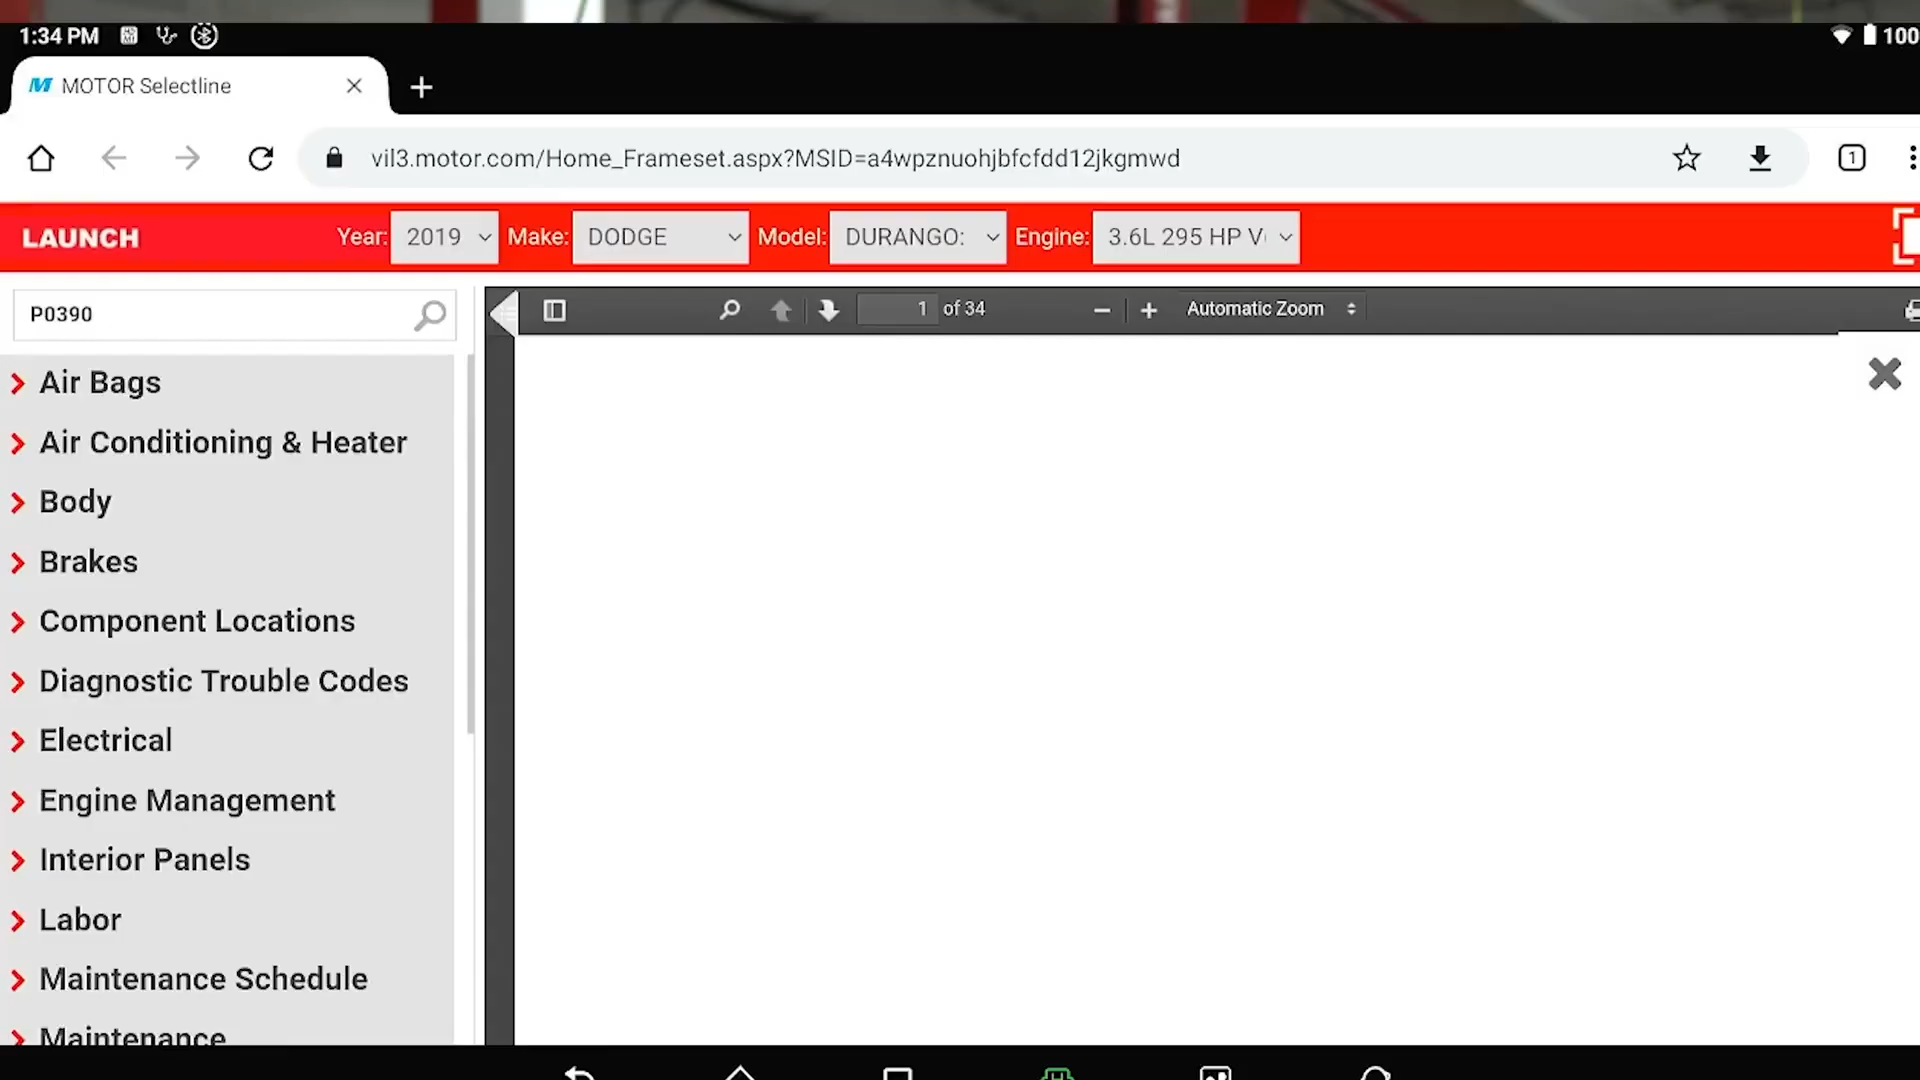 1:34 PM
100
MOTOR Selectline
vil3.motor.com/Home_Frameset.aspx?MSID=a4wpznuohjbfcfdd12jkgmwd
1
LAUNCH
Year: 2019 Make: DODGE Model: DURANGO: Engine: 3.6L 295 HP V
P0390
1 of 34
Automatic Zoom
Air Bags
Air Conditioning & Heater
Body
Brakes
Component Locations
Diagnostic Trouble Codes
Electrical
Engine Management
Interior Panels
Labor
Maintenance Schedule
Maintenance